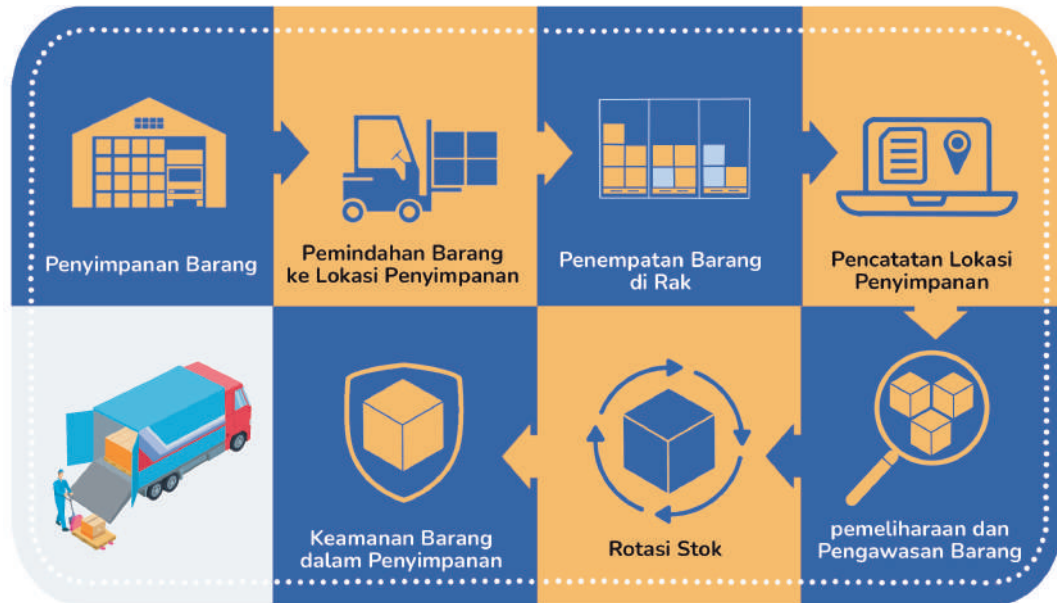 Penyimpanan Barang
Pemindahan Barang
ke Lokasi Penyimpanan
Penempatan Barang
di Rak
Pencatatan Lokasi
Penyimpanan
pemeliharaan dan
Pengawasan Barang
Rotasi Stok
Keamanan Barang
dalam Penyimpanan